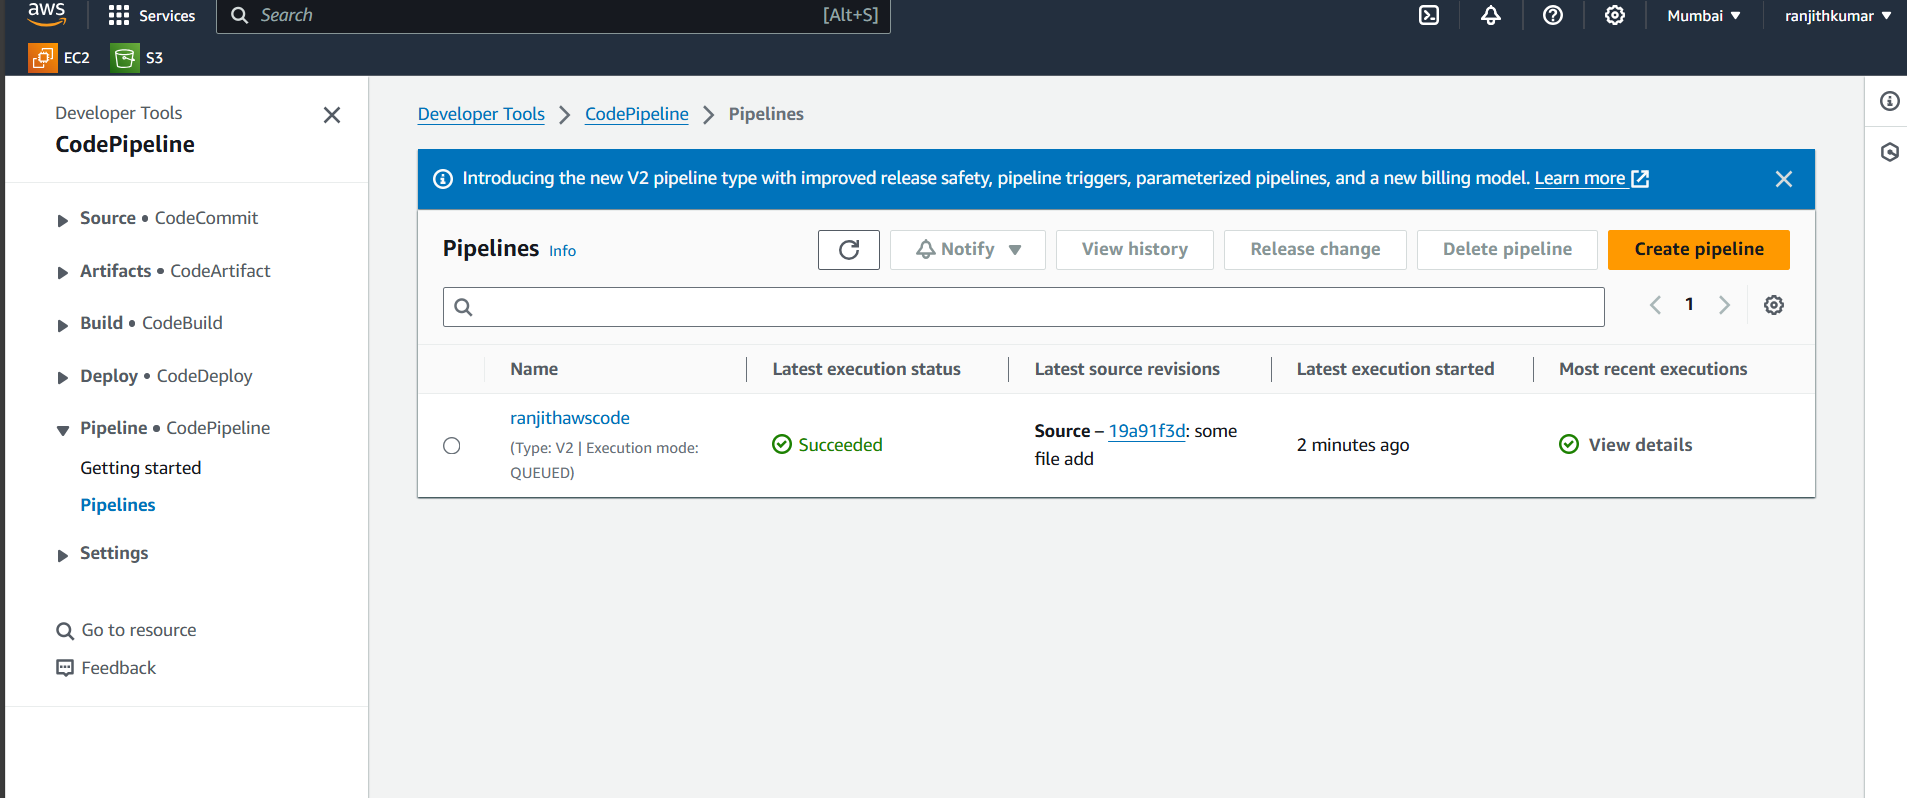 aws
Services
Search
[Alt+S]
Mumbai ▼
ranjithkumar ▼
EC2
S3
Developer Tools
CodePipeline
Source • CodeCommit
Artifacts • CodeArtifact
Build • CodeBuild
Deploy • CodeDeploy
Pipeline • CodePipeline
Getting started
Pipelines
Settings
Go to resource
Feedback
Developer Tools > CodePipeline > Pipelines
Introducing the new V2 pipeline type with improved release safety, pipeline triggers, parameterized pipelines, and a new billing model. Learn more
Pipelines Info
Notify ▼
View history
Release change
Delete pipeline
Create pipeline
< 1 >
Name
Latest execution status
Latest source revisions
Latest execution started
Most recent executions
ranjithawscode
(Type: V2 | Execution mode:
QUEUED)
Succeeded
Source – 19a91f3d: some
file add
2 minutes ago
View details